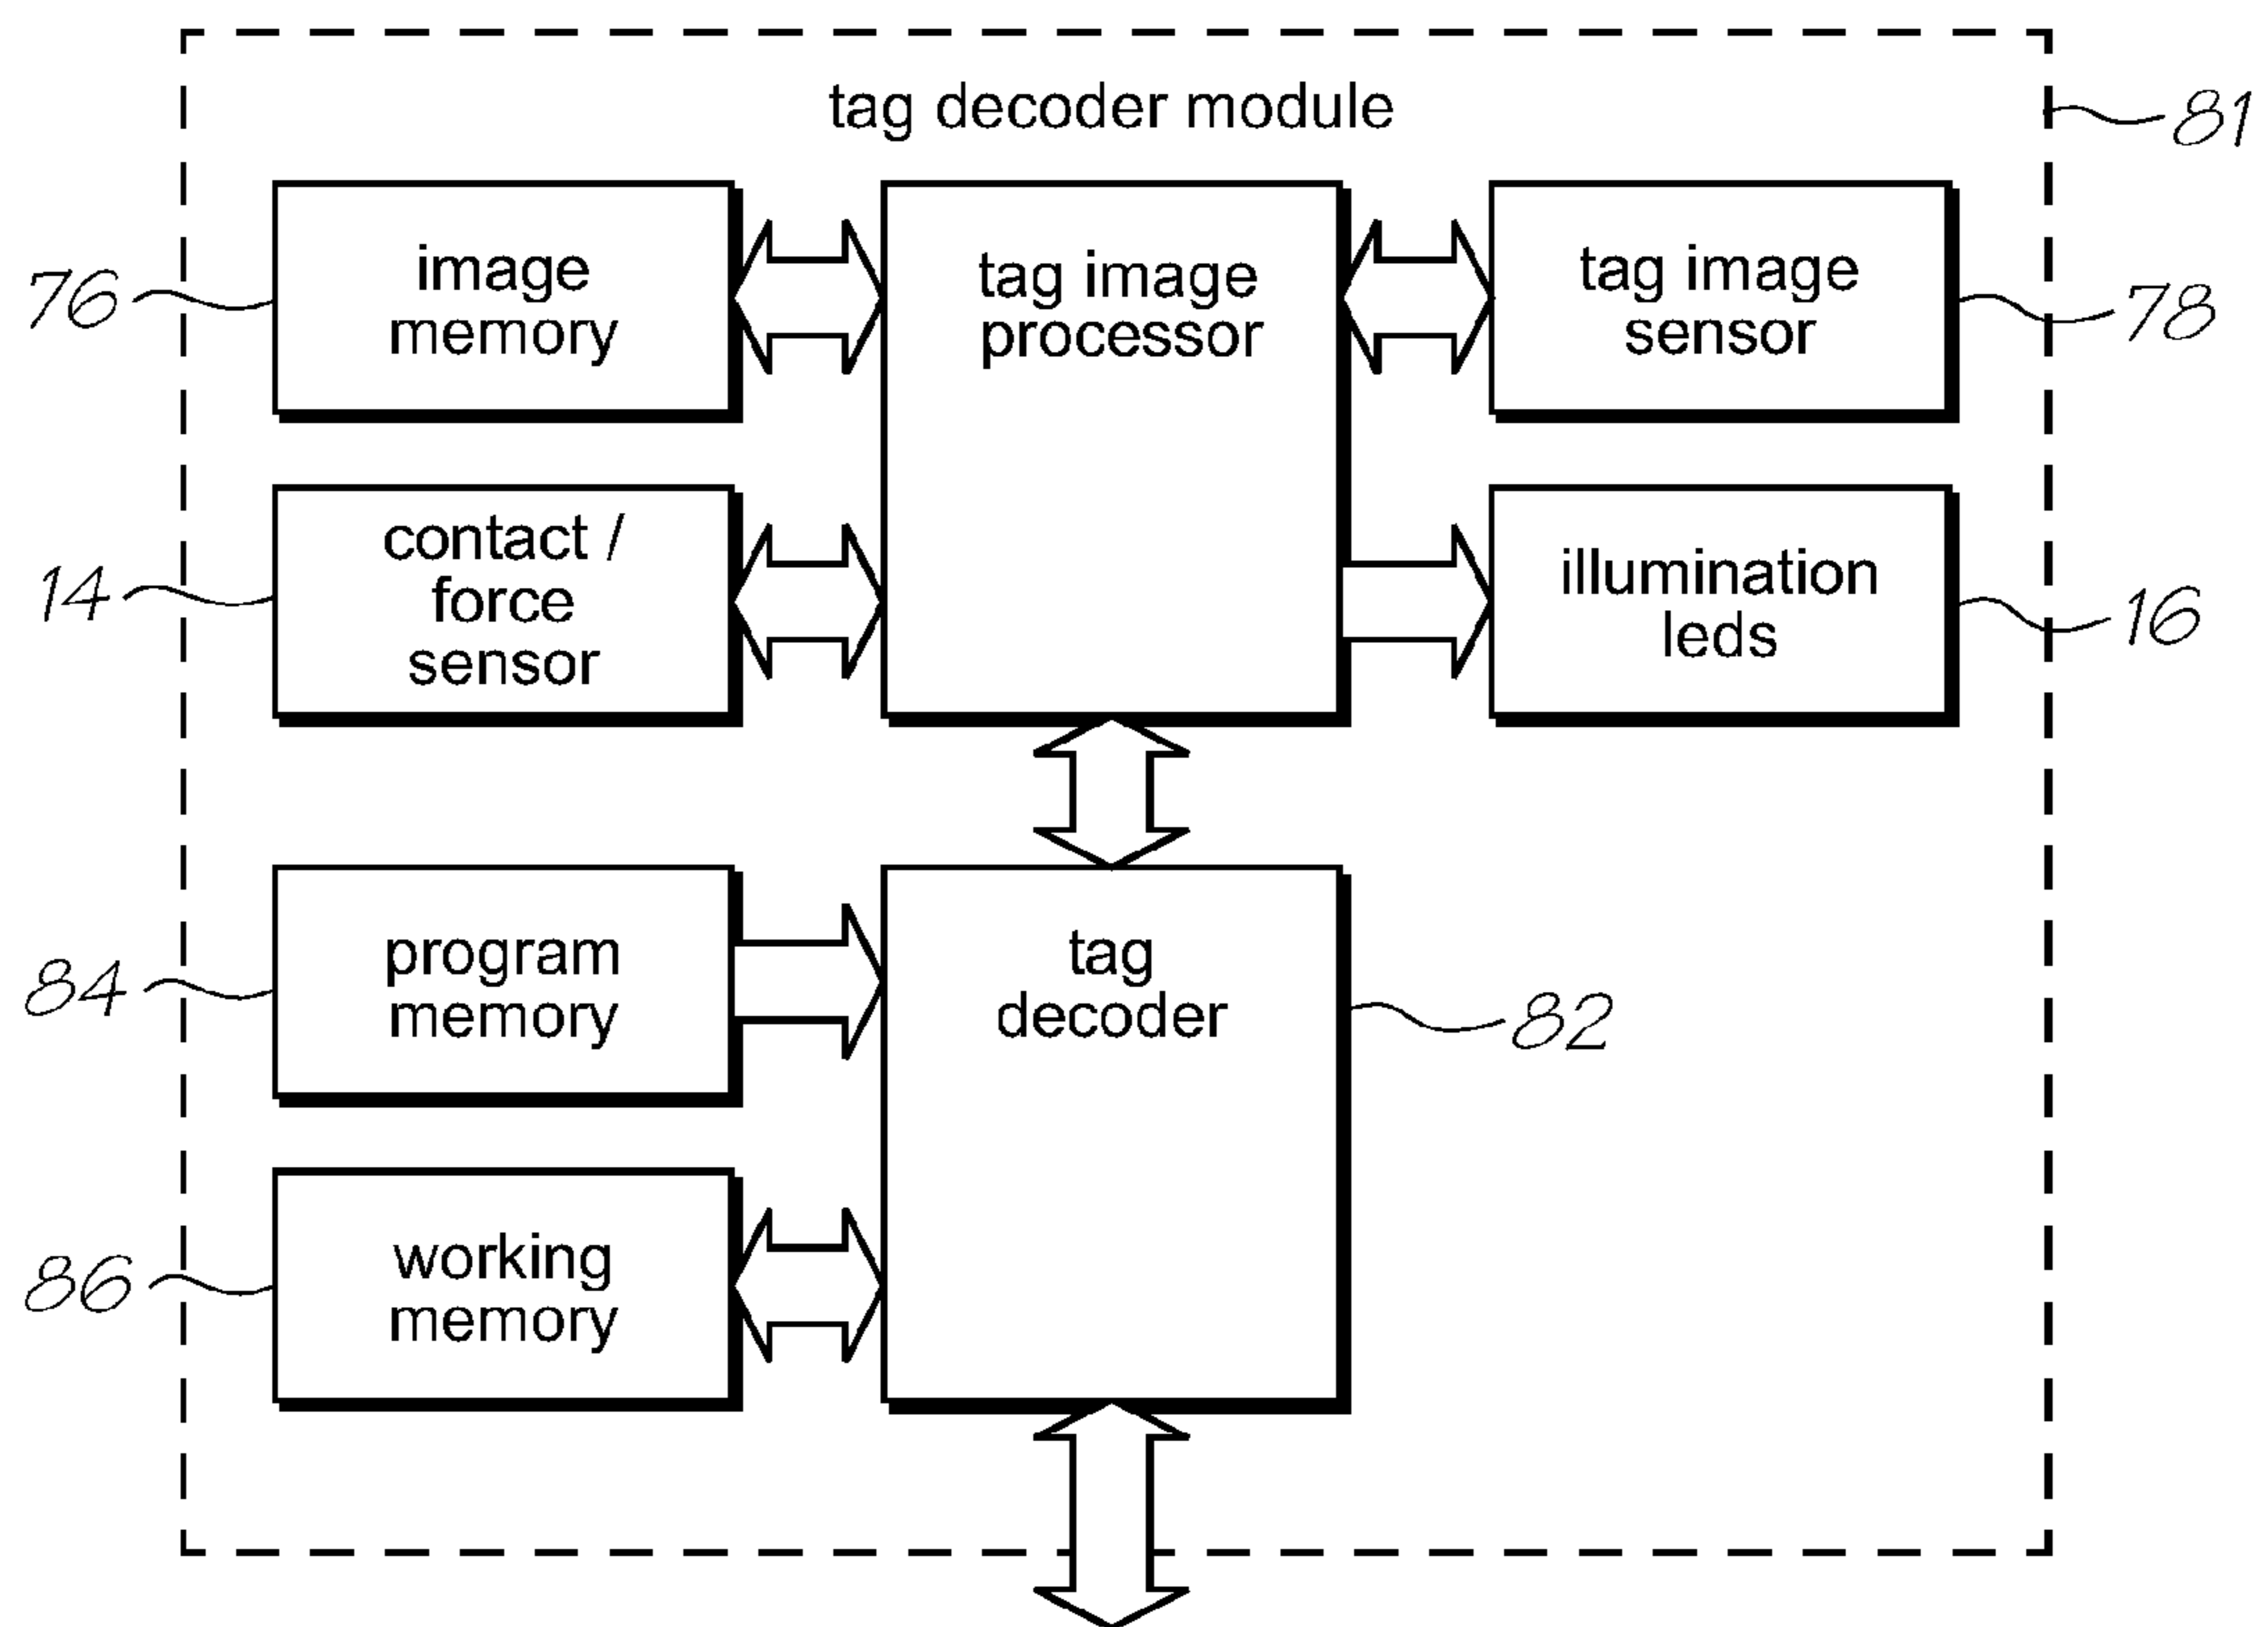 tag decoder module
81
76
image
memory
tag image
processor
tag image
sensor
78
14
contact /
force
sensor
illumination
leds
16
84
program
memory
tag
decoder
82
86
working
memory